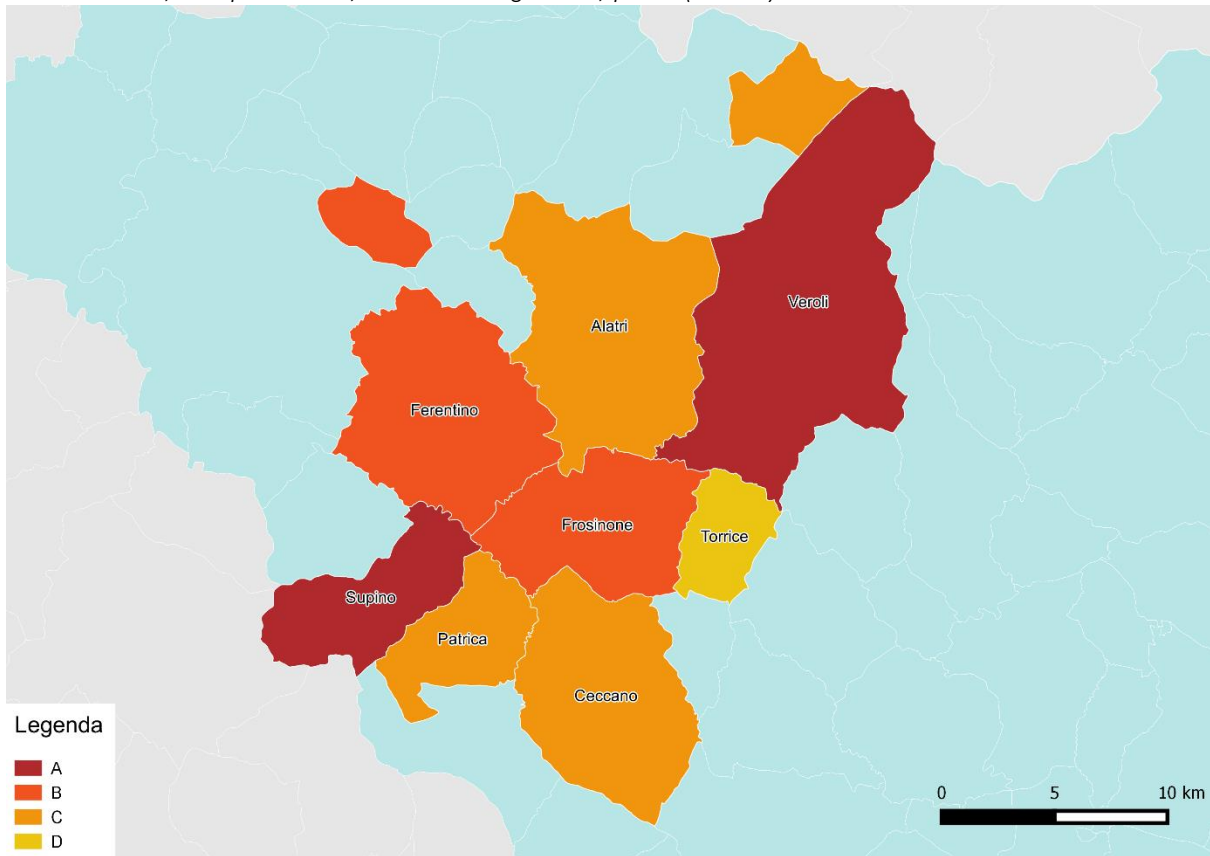 Veroli
Alatri
Ferentino
Frosinone
Torrice
Supino
Patrica
Ceccano
Legenda
A
B
C
D
0 5 10 km